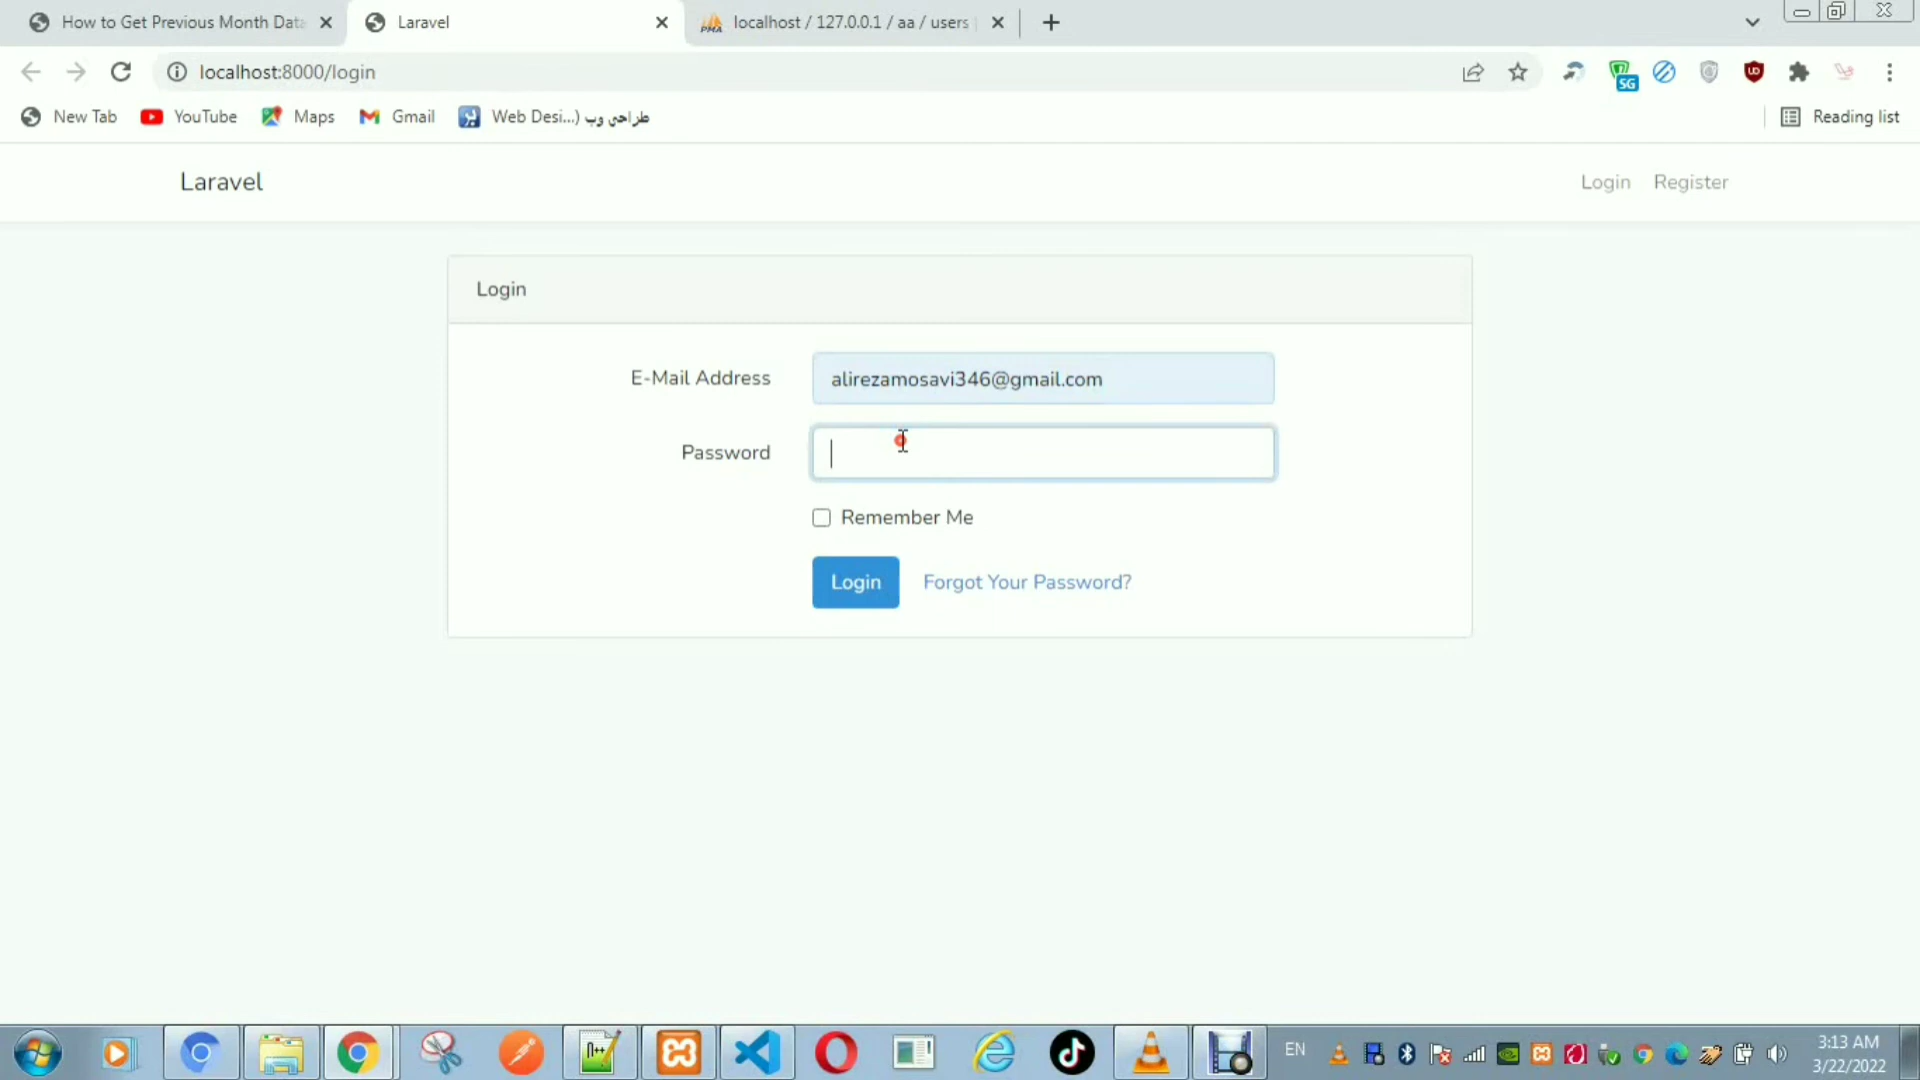 How to Get Previous Month Data
Laravel
localhost / 127.0.0.1 / aa / users
localhost:8000/login
SG
New Tab
YouTube
Maps
Gmail
Web Desi...) طراحی وب
Reading list
Laravel
Login
Register
Login
E-Mail Address
alirezamosavi346@gmail.com
Password
Remember Me
Login
Forgot Your Password?
EN
3:13 AM
3/22/2022